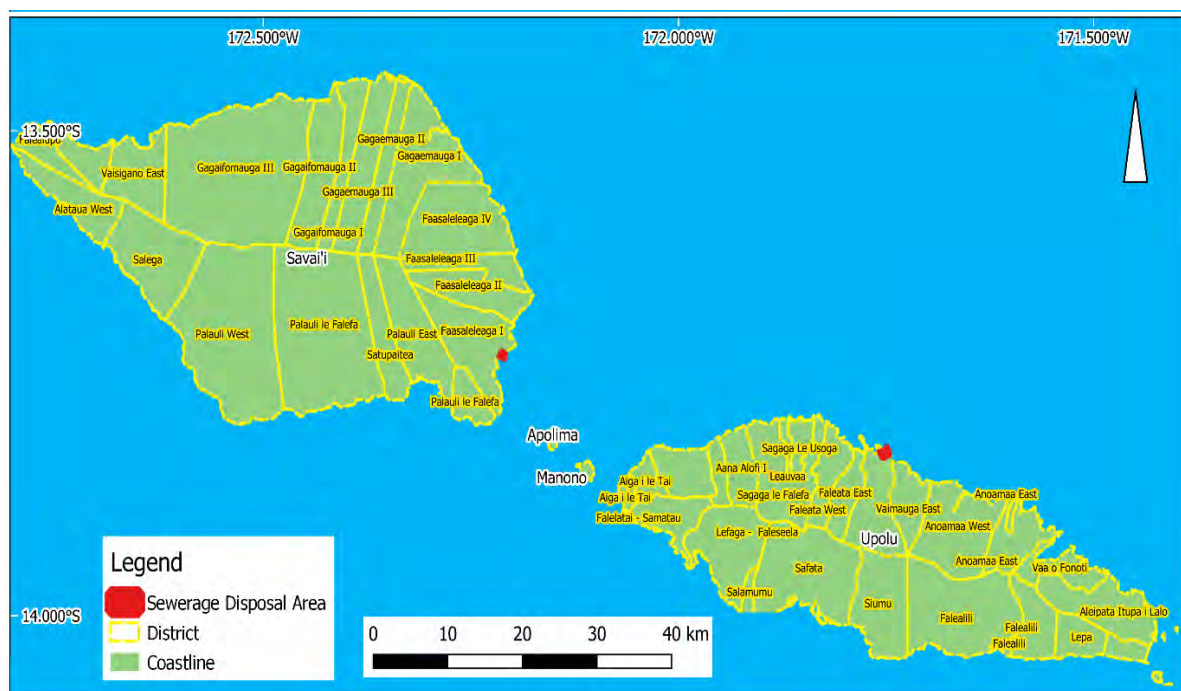 172.500°W
172.000°W
171.500°W
13.500°S
Falealupo
Vaisigano East
Gagaifomauga III
Gagaifomauga II
Gagaemauga II
Gagaemauga I
Gagaemauga III
Alataua West
Faasaleleaga IV
Gagaifomauga I
Salega
Savai'i
Faasaleleaga III
Faasaleleaga II
Palauli West
Palauli le Falefa
Palauli East
Faasaleleaga I
Satupaitea
Palauli le Falefa
Apolima
Manono
Sagaga Le Usoga
Aana Alofi I
Leauvaa
Aiga i le Tai
Aiga i le Tai
Sagaga le Falefa
Faleata East
Faleata West
Vaimauga East
Anoamaa East
Falelatai - Samatau
Lefaga - Faleseela
Anoamaa West
Upolu
Anoamaa East
Vaa o Fonoti
Safata
Salamumu
Siumu
Falealili
Falealili
Falealili
Aleipata Itupa i Lalo
Lepa
14.000°S
Legend
Sewerage Disposal Area
District
Coastline
0 10 20 30 40 km